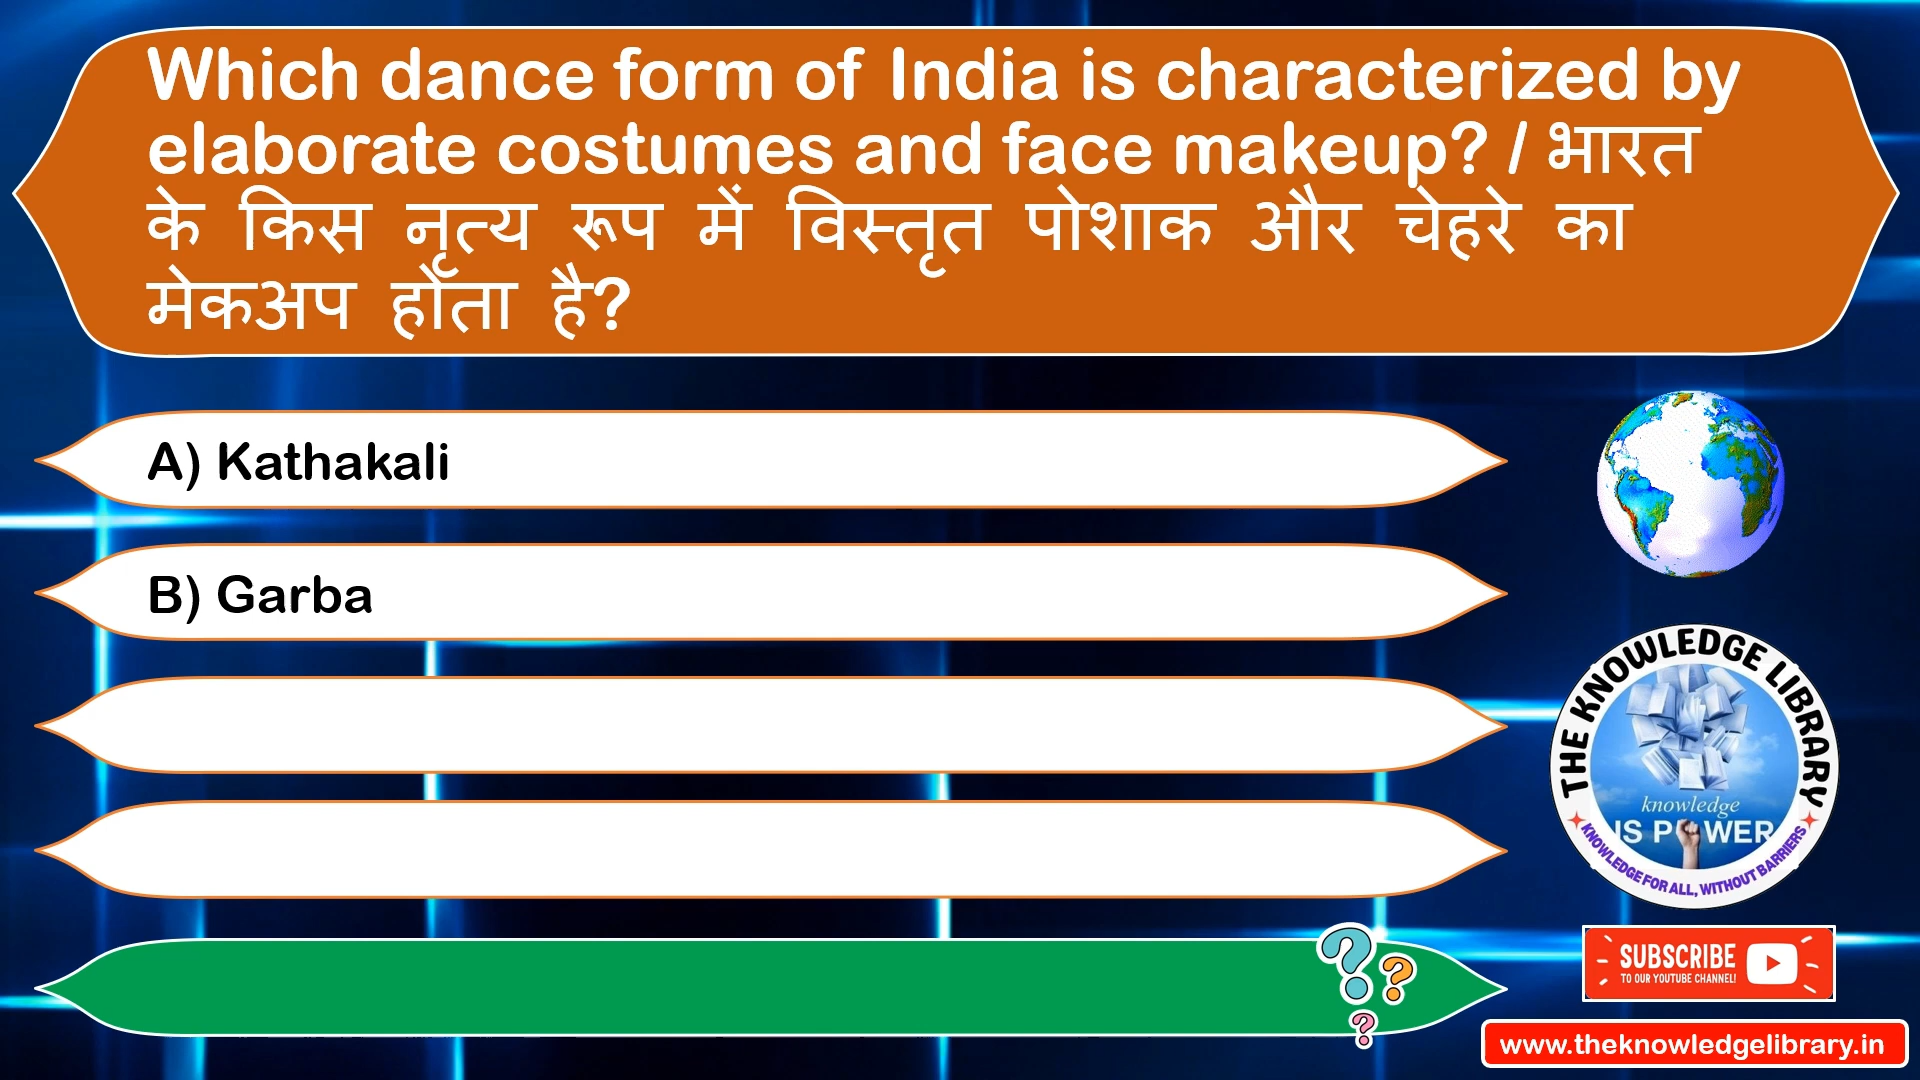 Which dance form of India is characterized by
elaborate costumes and face makeup? / भारत
के किस नृत्य रूप में विस्तृत पोशाक और चेहरे का
मेकअप होता है?
A) Kathakali
B) Garba
THE KNOWLEDGE LIBRARY
knowledge
IS POWER
KNOWLEDGE FOR ALL, WITHOUT BARRIERS
SUBSCRIBE
TO OUR YOUTUBE CHANNEL!
www.theknowledgelibrary.in